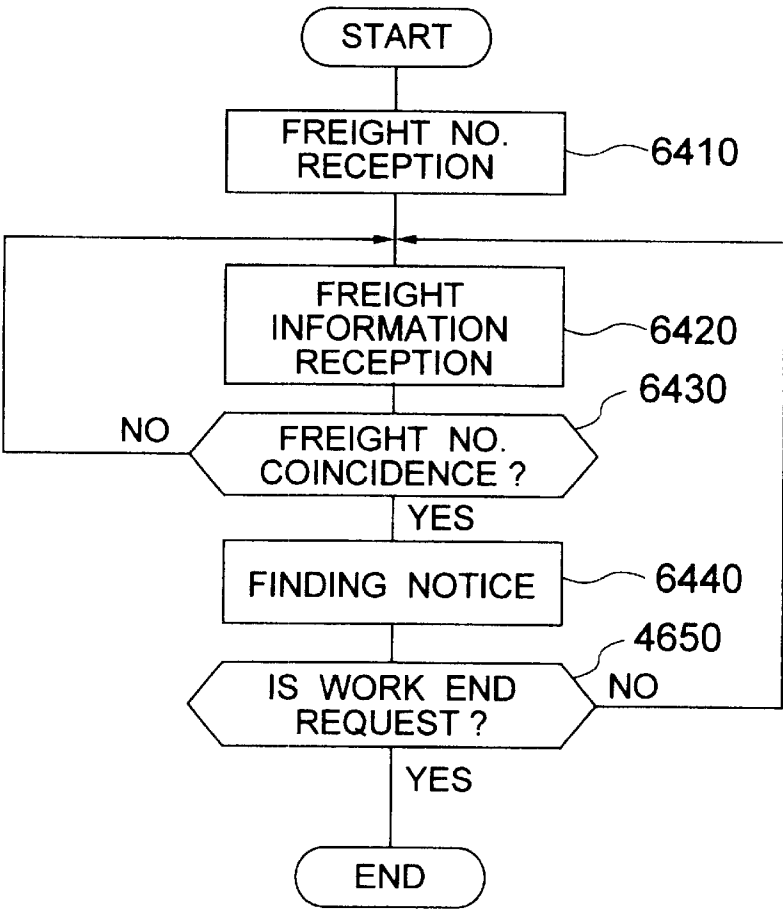 START
FREIGHT NO.
RECEPTION
6410
FREIGHT
INFORMATION
RECEPTION
6420
6430
NO
FREIGHT NO.
COINCIDENCE ?
YES
FINDING NOTICE
6440
4650
IS WORK END
REQUEST ?
NO
YES
END